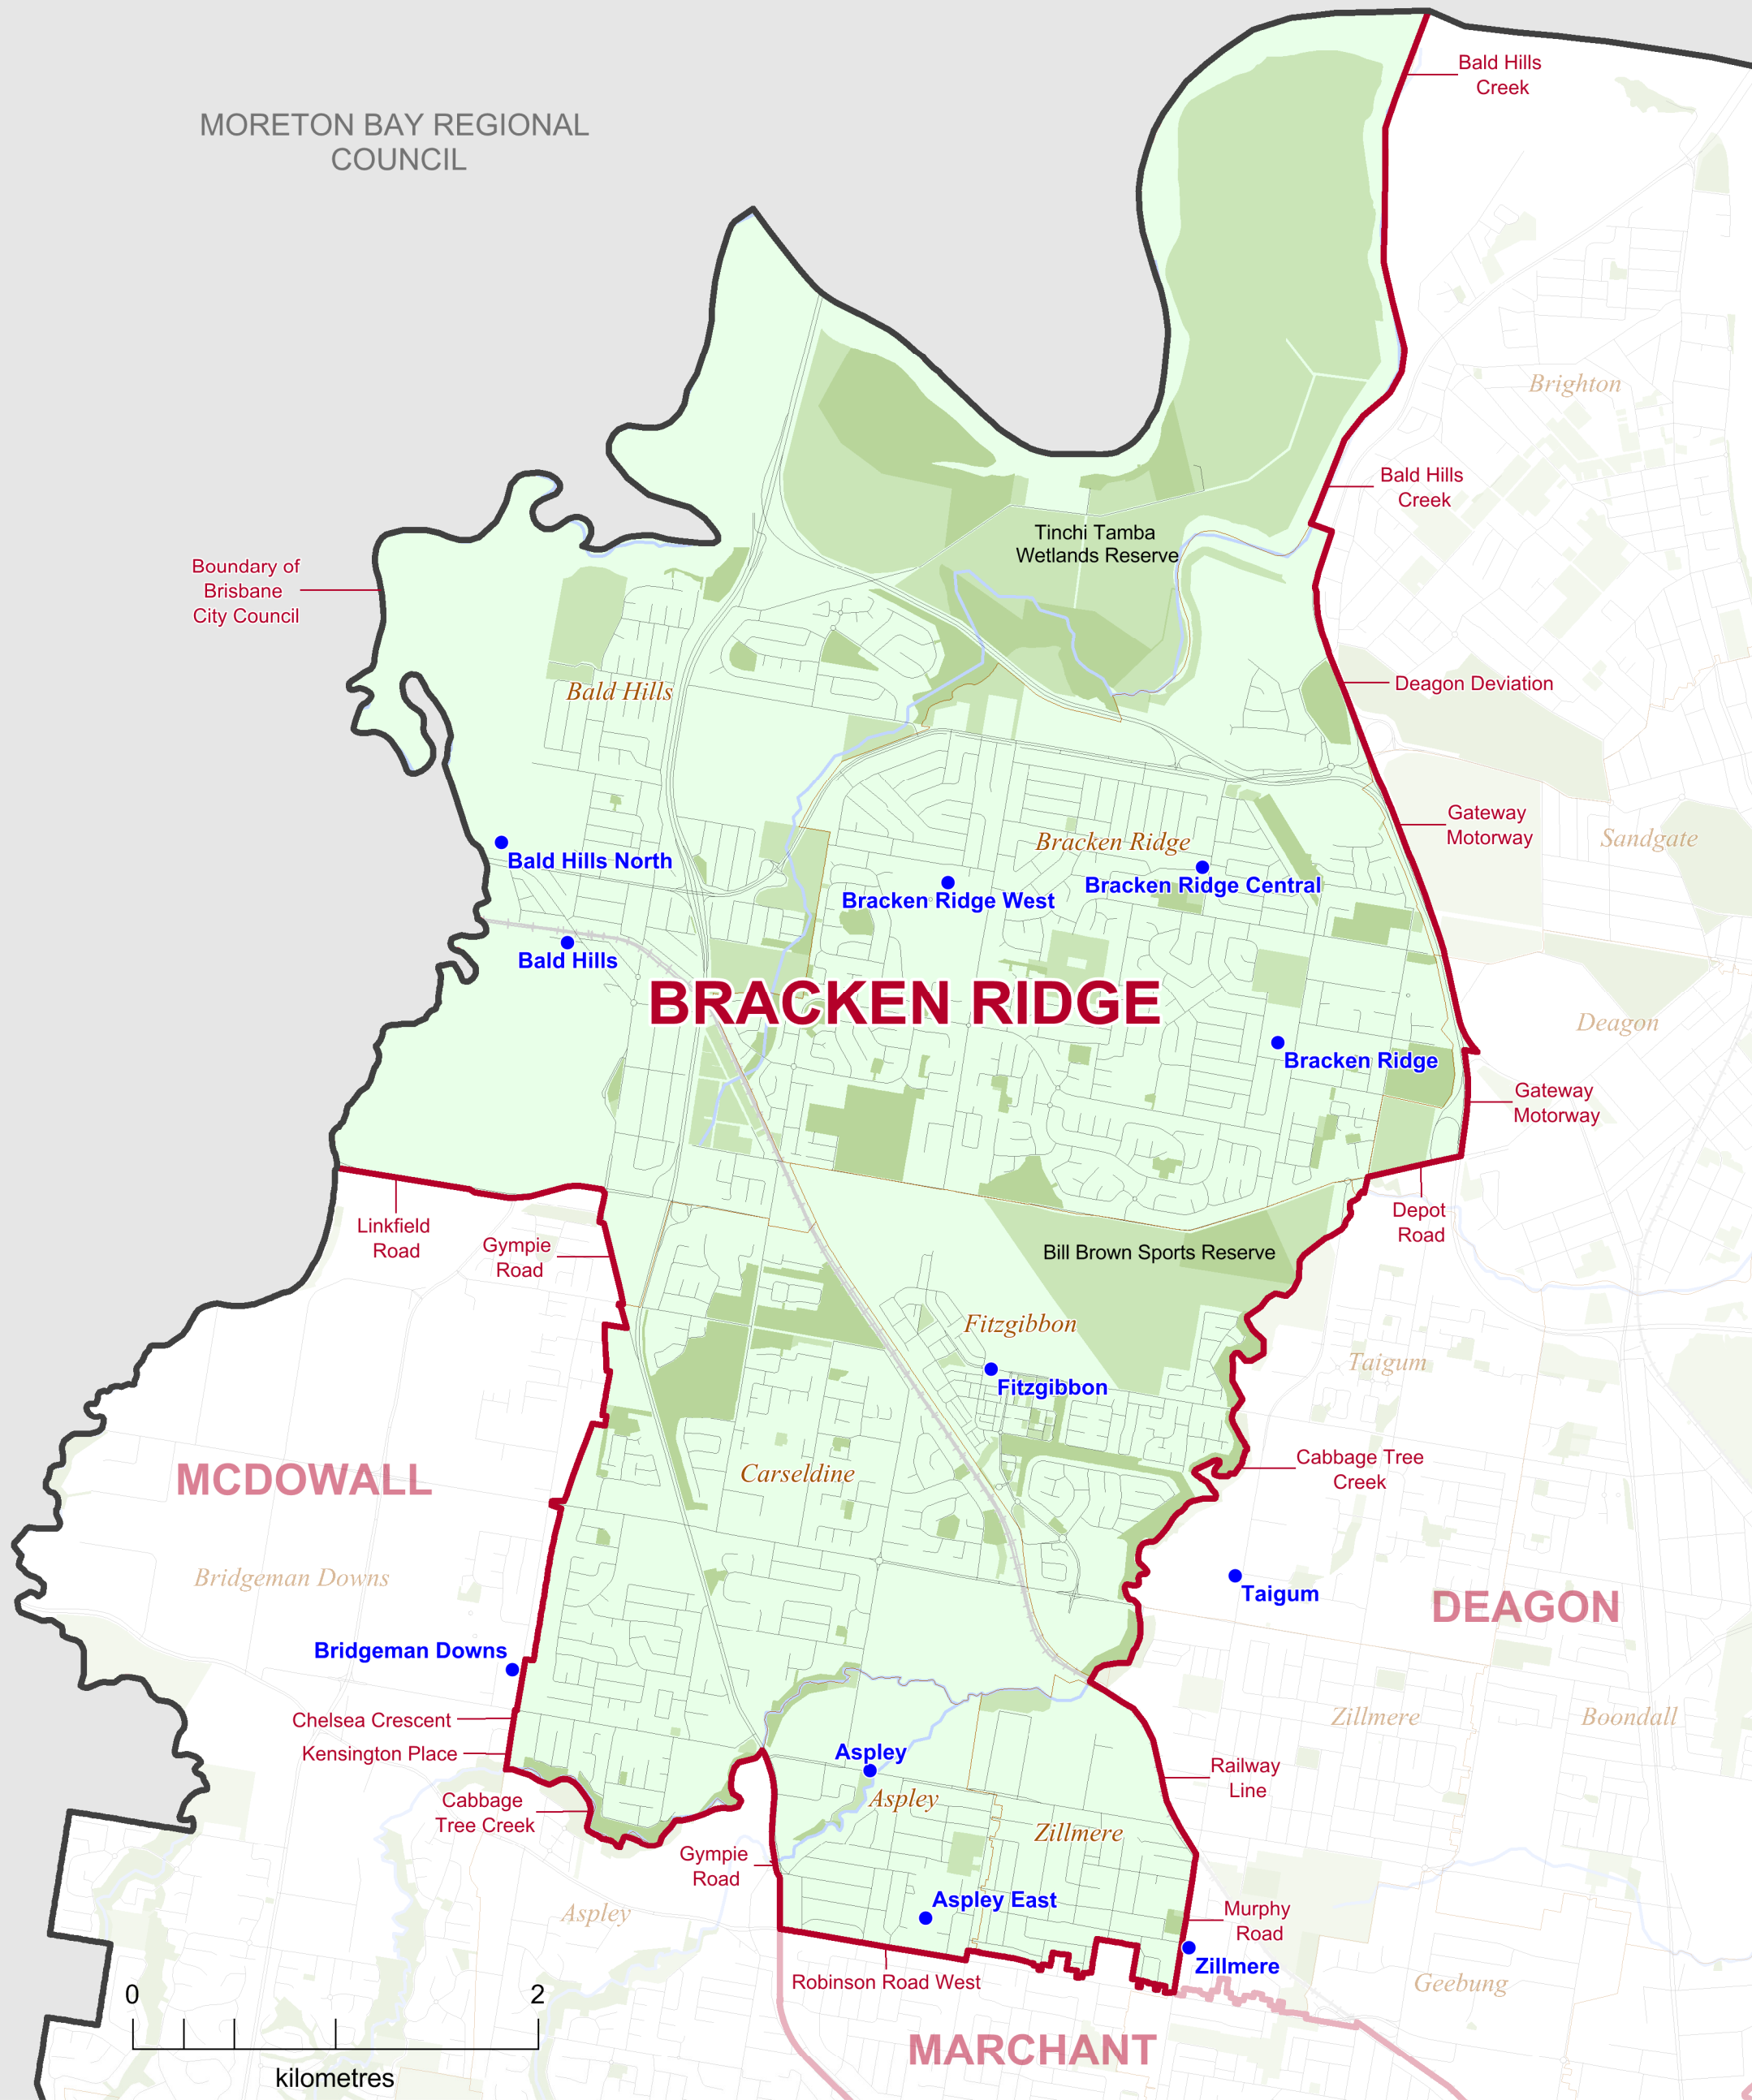 Bald Hills
Creek
MORETON BAY REGIONAL
COUNCIL
Brighton
Bald Hills
Creek
Tinchi Tamba
Wetlands Reserve
Boundary of
Brisbane
City Council
Bald Hills
Deagon Deviation
Gateway
Motorway
Sandgate
Bracken Ridge
Bald Hills North
Bracken Ridge Central
Bracken Ridge West
Bald Hills
BRACKEN RIDGE
Deagon
Bracken Ridge
Gateway
Motorway
Linkfield
Road
Gympie
Road
Depot
Road
Bill Brown Sports Reserve
Fitzgibbon
Taigum
Fitzgibbon
Cabbage Tree
Creek
MCDOWALL
Carseldine
Bridgeman Downs
Taigum
DEAGON
Bridgeman Downs
Chelsea Crescent
Kensington Place
Zillmere
Boondall
Aspley
Railway
Line
Cabbage
Tree Creek
Aspley
Zillmere
Gympie
Road
Aspley East
Aspley
Murphy
Road
Zillmere
Robinson Road West
Geebung
0 2
kilometres
MARCHANT